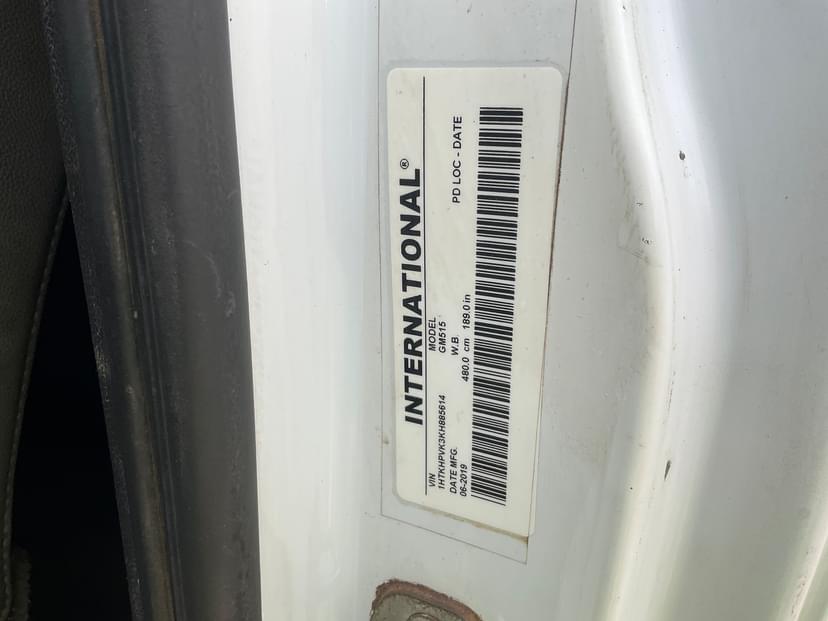 INTERNATIONAL®
VIN
1HTKHPVK3KH885614
MODEL
GM515
DATE MFG.
06-2019
W.B.
480.0 cm 189.0 in
PD LOC - DATE